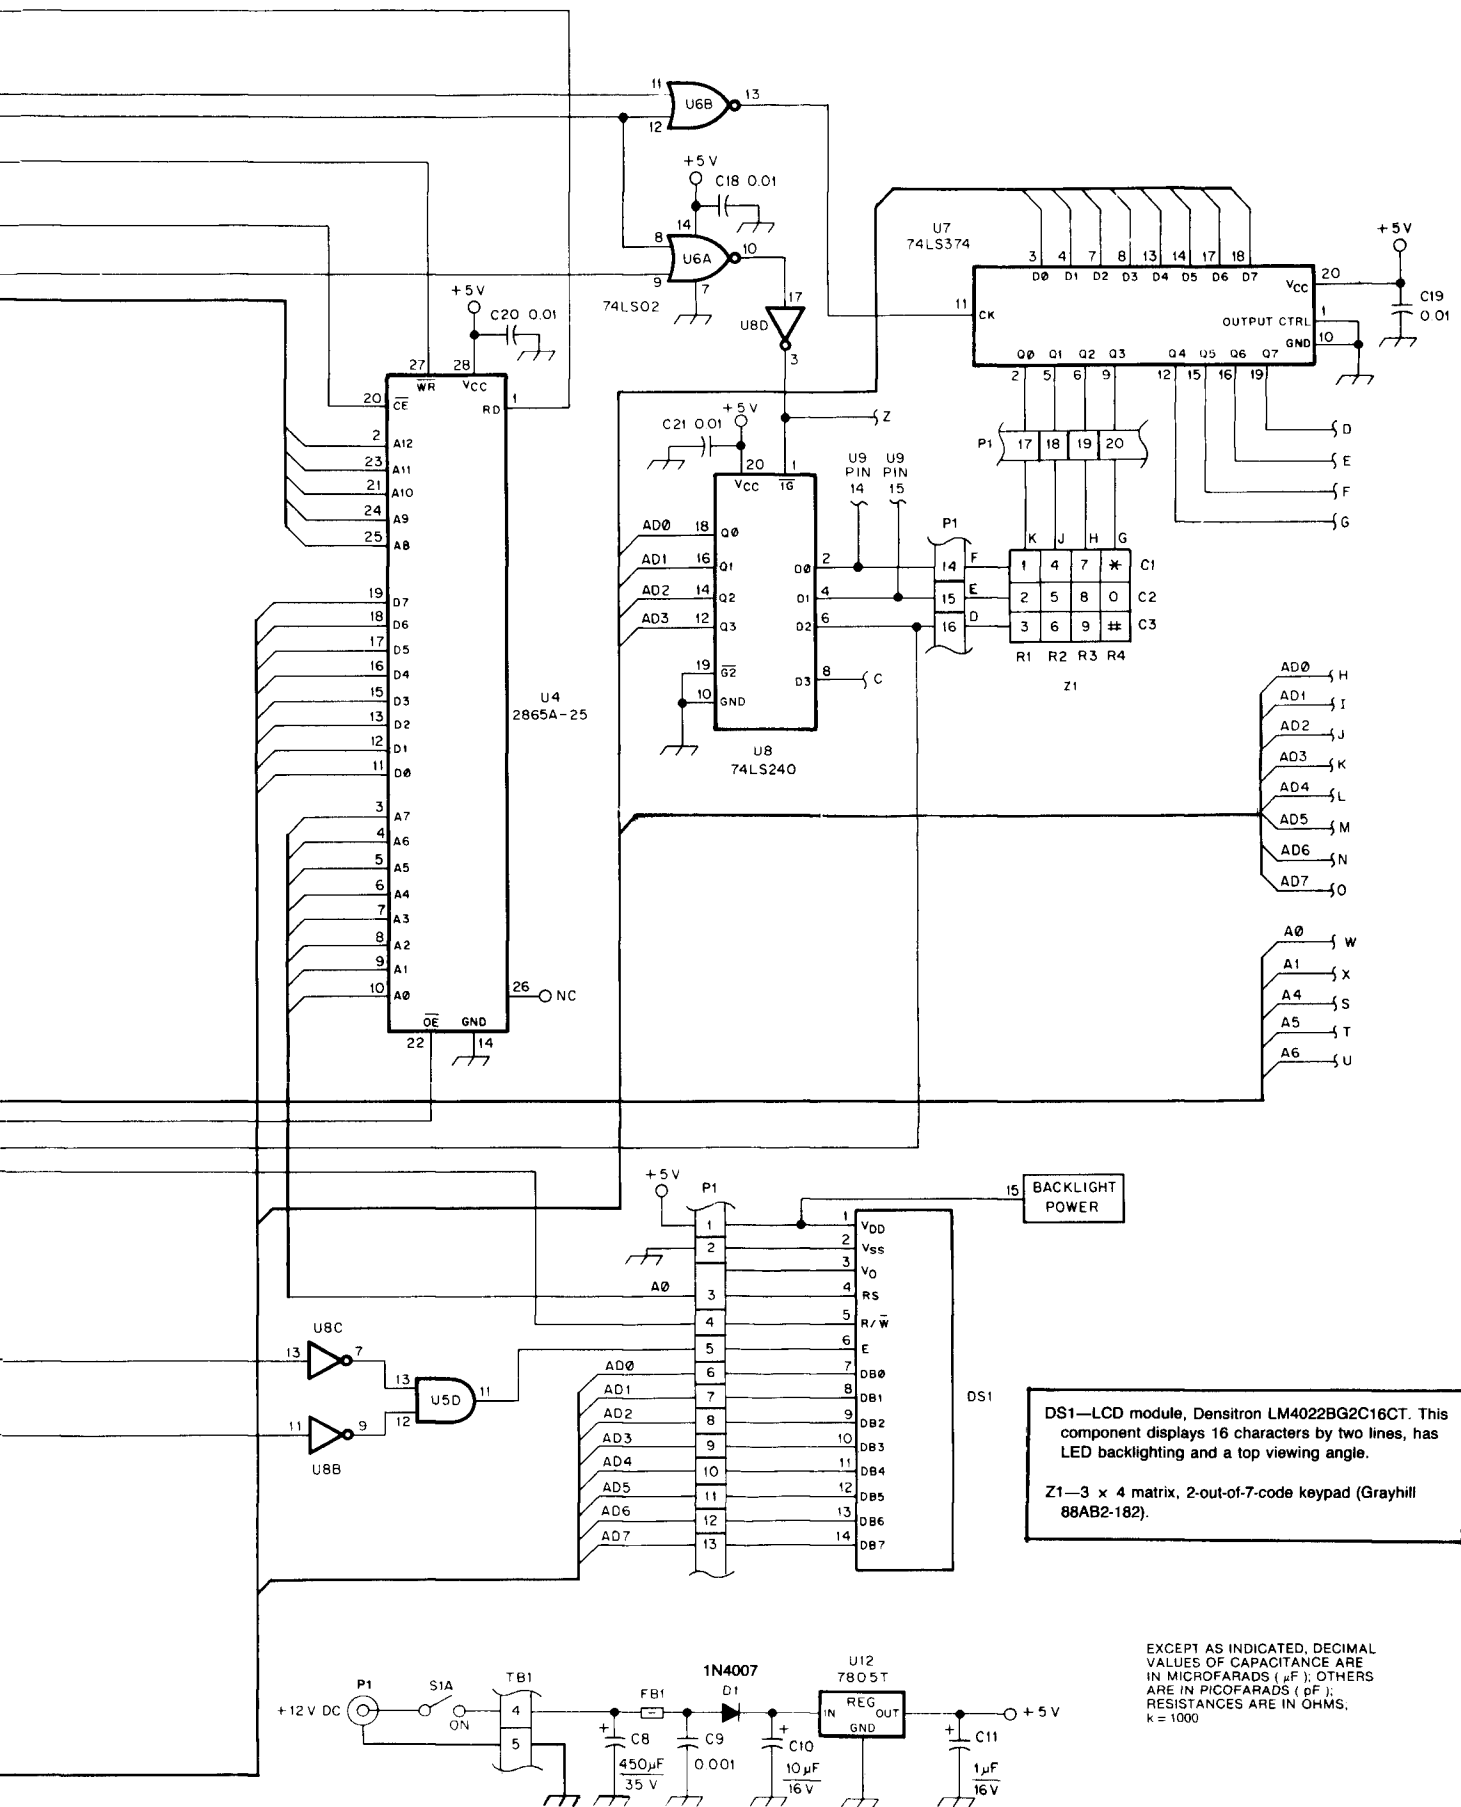 11
U6B
13
12
+5 V
C18 0.01
14
8
U6A
10
9
7
74LS02
17
U8D
3
U7
74LS374
3 4 7 8 13 14 17 18
D0 D1 D2 D3 D4 D5 D6 D7
+5 V
20
VCC
C19
0.01
11
CK
OUTPUT CTRL
1
GND
10
Q0 Q1 Q2 Q3 Q4 Q5 Q6 Q7
2 5 6 9 12 15 16 19
+5 V
C20 0.01
27 28
WR VCC
20
CE
RD
1
2 A12
23 A11
21 A10
24 A9
25 A8
19 D7
18 D6
17 D5
16 D4
15 D3
13 D2
12 D1
11 D0
3 A7
4 A6
5 A5
6 A4
7 A3
8 A2
9 A1
10 A0
U4
2865A-25
26
NC
OE GND
22 14
Z
+5 V
C21 0.01
20 1
VCC 1G
AD0 18 Q0
AD1 16 Q1
AD2 14 Q2
AD3 12 Q3
19 G2
10 GND
D0 2
D1 4
D2 6
D3 8 C
U8
74LS240
U9 U9
PIN PIN
14 15
P1
14 F
15 E
16 D
P1 17 18 19 20
D
E
F
G
K J H G
1 4 7 * C1
2 5 8 0 C2
3 6 9 # C3
R1 R2 R3 R4
Z1
AD0 H
AD1 I
AD2 J
AD3 K
AD4 L
AD5 M
AD6 N
AD7 O
A0 W
A1 X
A4 S
A5 T
A6 U
+5 V
P1
15
BACKLIGHT
POWER
1 1 VDD
2 2 VSS
3 VO
A0 3 4 RS
4 5 R/W
5 6 E
AD0 6 7 DB0
AD1 7 8 DB1
AD2 8 9 DB2
AD3 9 10 DB3
AD4 10 11 DB4
AD5 11 12 DB5
AD6 12 13 DB6
AD7 13 14 DB7
DS1
U8C
13 7
13
U5D
11
12
11 9
U8B
DS1—LCD module, Densitron LM4022BG2C16CT. This
component displays 16 characters by two lines, has
LED backlighting and a top viewing angle.
Z1—3 × 4 matrix, 2-out-of-7-code keypad (Grayhill
88AB2-182).
P1
+12 V DC
S1A
ON
TB1
4
5
FB1
1N4007
D1
U12
7805T
REG
IN OUT
GND
+5 V
+ C8
450µF
35 V
C9
0.001
+ C10
10 µF
16V
+ C11
1µF
16V
EXCEPT AS INDICATED, DECIMAL
VALUES OF CAPACITANCE ARE
IN MICROFARADS ( µF ); OTHERS
ARE IN PICOFARADS ( pF );
RESISTANCES ARE IN OHMS;
k = 1000